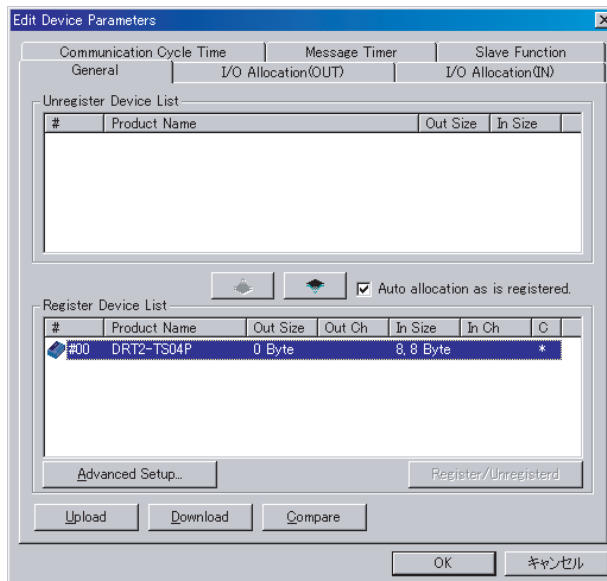 Edit Device Parameters
Communication Cycle Time Message Timer Slave Function
General I/O Allocation(OUT) I/O Allocation(IN)
Unregister Device List
# Product Name Out Size In Size
Auto allocation as is registered.
Register Device List
# Product Name Out Size Out Ch In Size In Ch C
#00 DRT2-TS04P 0 Byte 8, 8 Byte *
Advanced Setup... Register/Unregisterd
Upload Download Compare
OK キャンセル